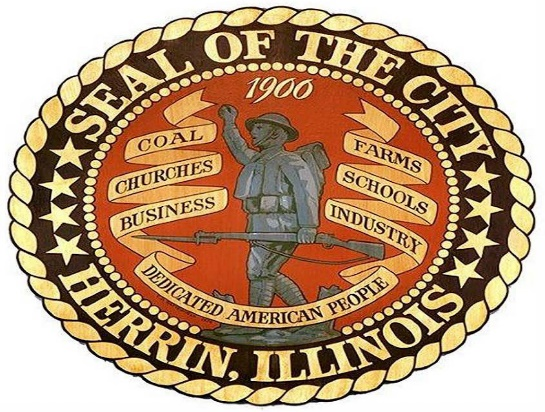 SEAL OF THE CITY
1900
COAL
CHURCHES
BUSINESS
FARMS
SCHOOLS
INDUSTRY
DEDICATED AMERICAN PEOPLE
HERRIN, ILLINOIS